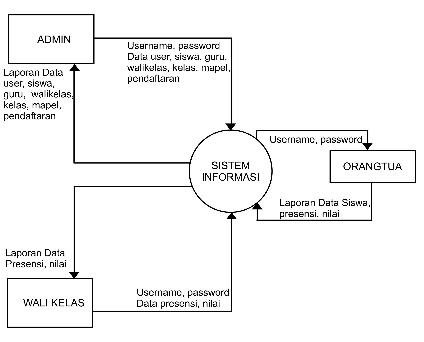 ADMIN
Username, password
Data user, siswa, guru,
walikelas, kelas, mapel,
pendaftaran
Laporan Data
user, siswa,
guru, walikelas,
kelas, mapel,
pendaftaran
SISTEM
INFORMASI
Username, password
ORANGTUA
Laporan Data Siswa,
presensi, nilai
Laporan Data
Presensi, nilai
WALI KELAS
Username, password
Data presensi, nilai